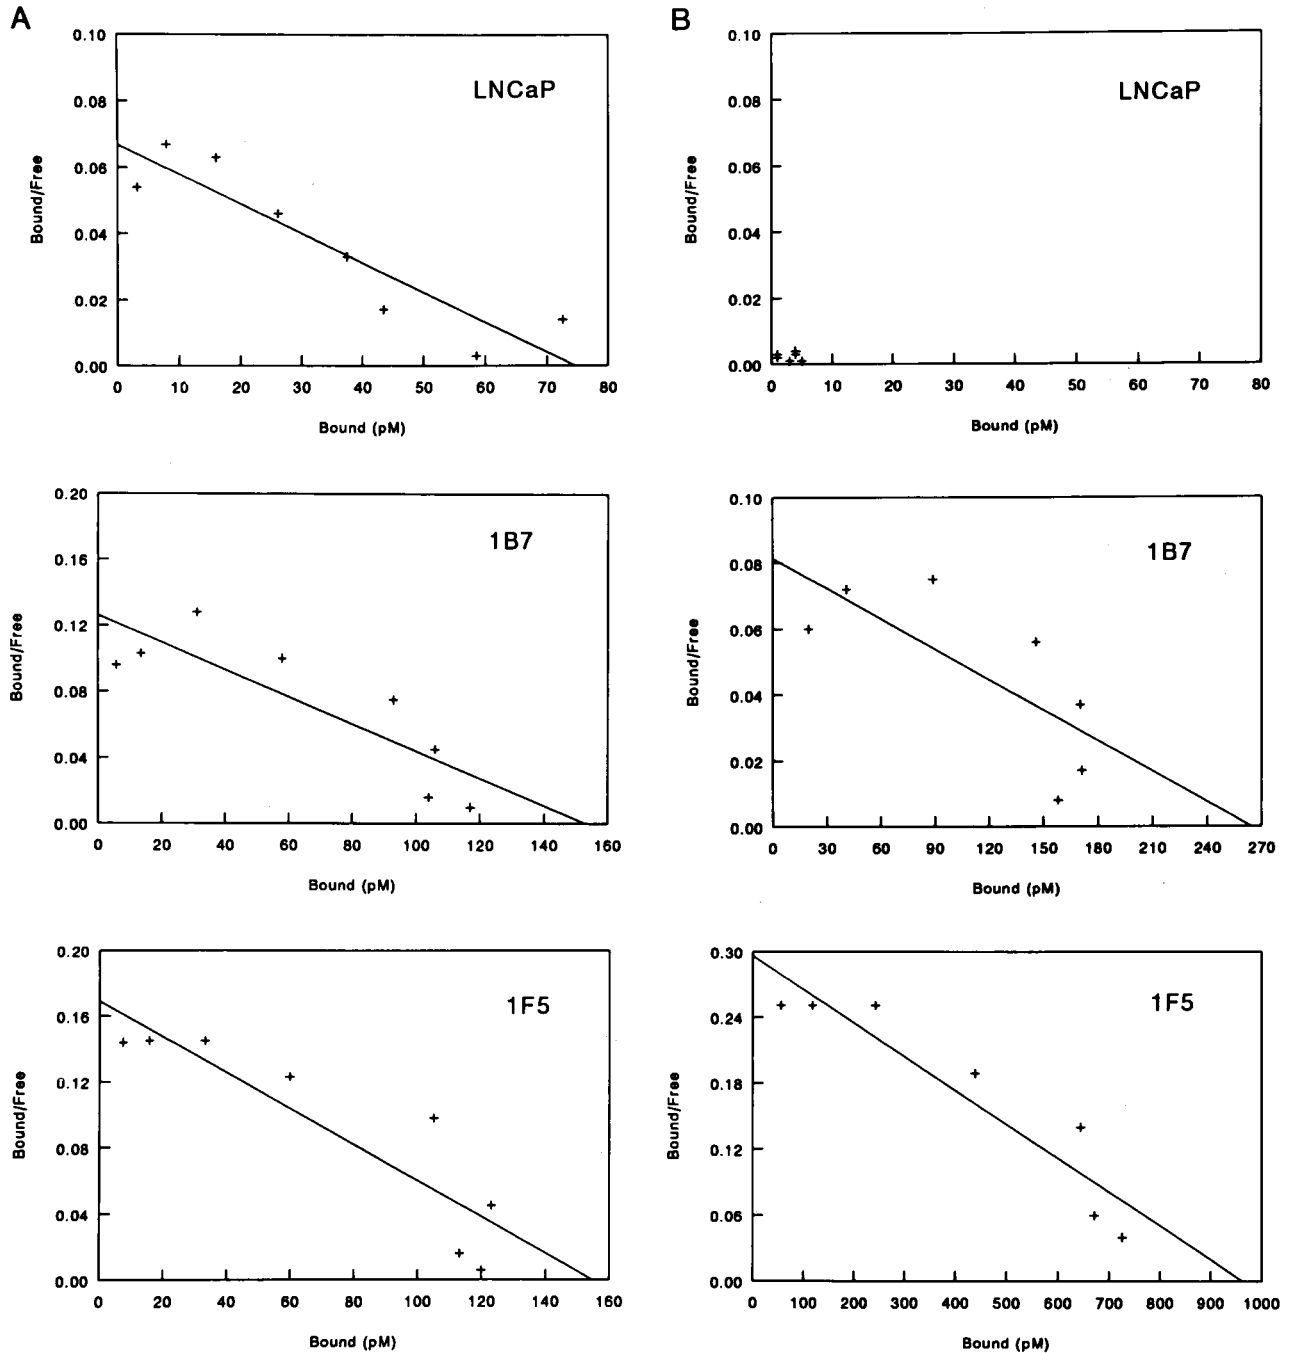 A
LNCaP
Bound/Free
0.10
0.08
0.06
0.04
0.02
0.00
0 10 20 30 40 50 60 70 80
Bound (pM)
B
LNCaP
Bound/Free
0.10
0.08
0.06
0.04
0.02
0.00
0 10 20 30 40 50 60 70 80
Bound (pM)
1B7
Bound/Free
0.20
0.16
0.12
0.08
0.04
0.00
0 20 40 60 80 100 120 140 160
Bound (pM)
1B7
Bound/Free
0.10
0.08
0.06
0.04
0.02
0.00
0 30 60 90 120 150 180 210 240 270
Bound (pM)
1F5
Bound/Free
0.20
0.16
0.12
0.08
0.04
0.00
0 20 40 60 80 100 120 140 160
Bound (pM)
1F5
Bound/Free
0.30
0.24
0.18
0.12
0.06
0.00
0 100 200 300 400 500 600 700 800 900 1000
Bound (pM)